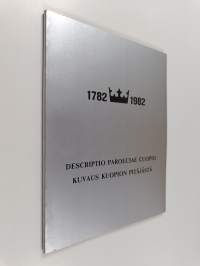 1782 1982
DESCRIPTIO PAROECIAE CUOPIO
KUVAUS KUOPION PITÄJÄSTÄ